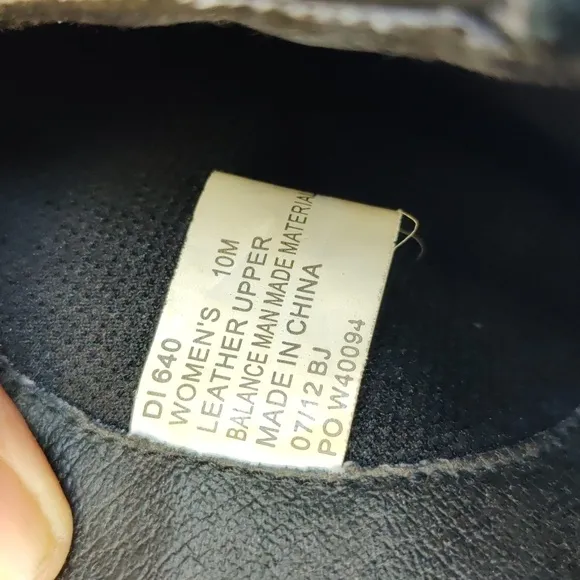 DI 640
WOMEN'S 10M
LEATHER UPPER
BALANCE MAN MADE MATERIAL
MADE IN CHINA
07/12 BJ
PO W40094